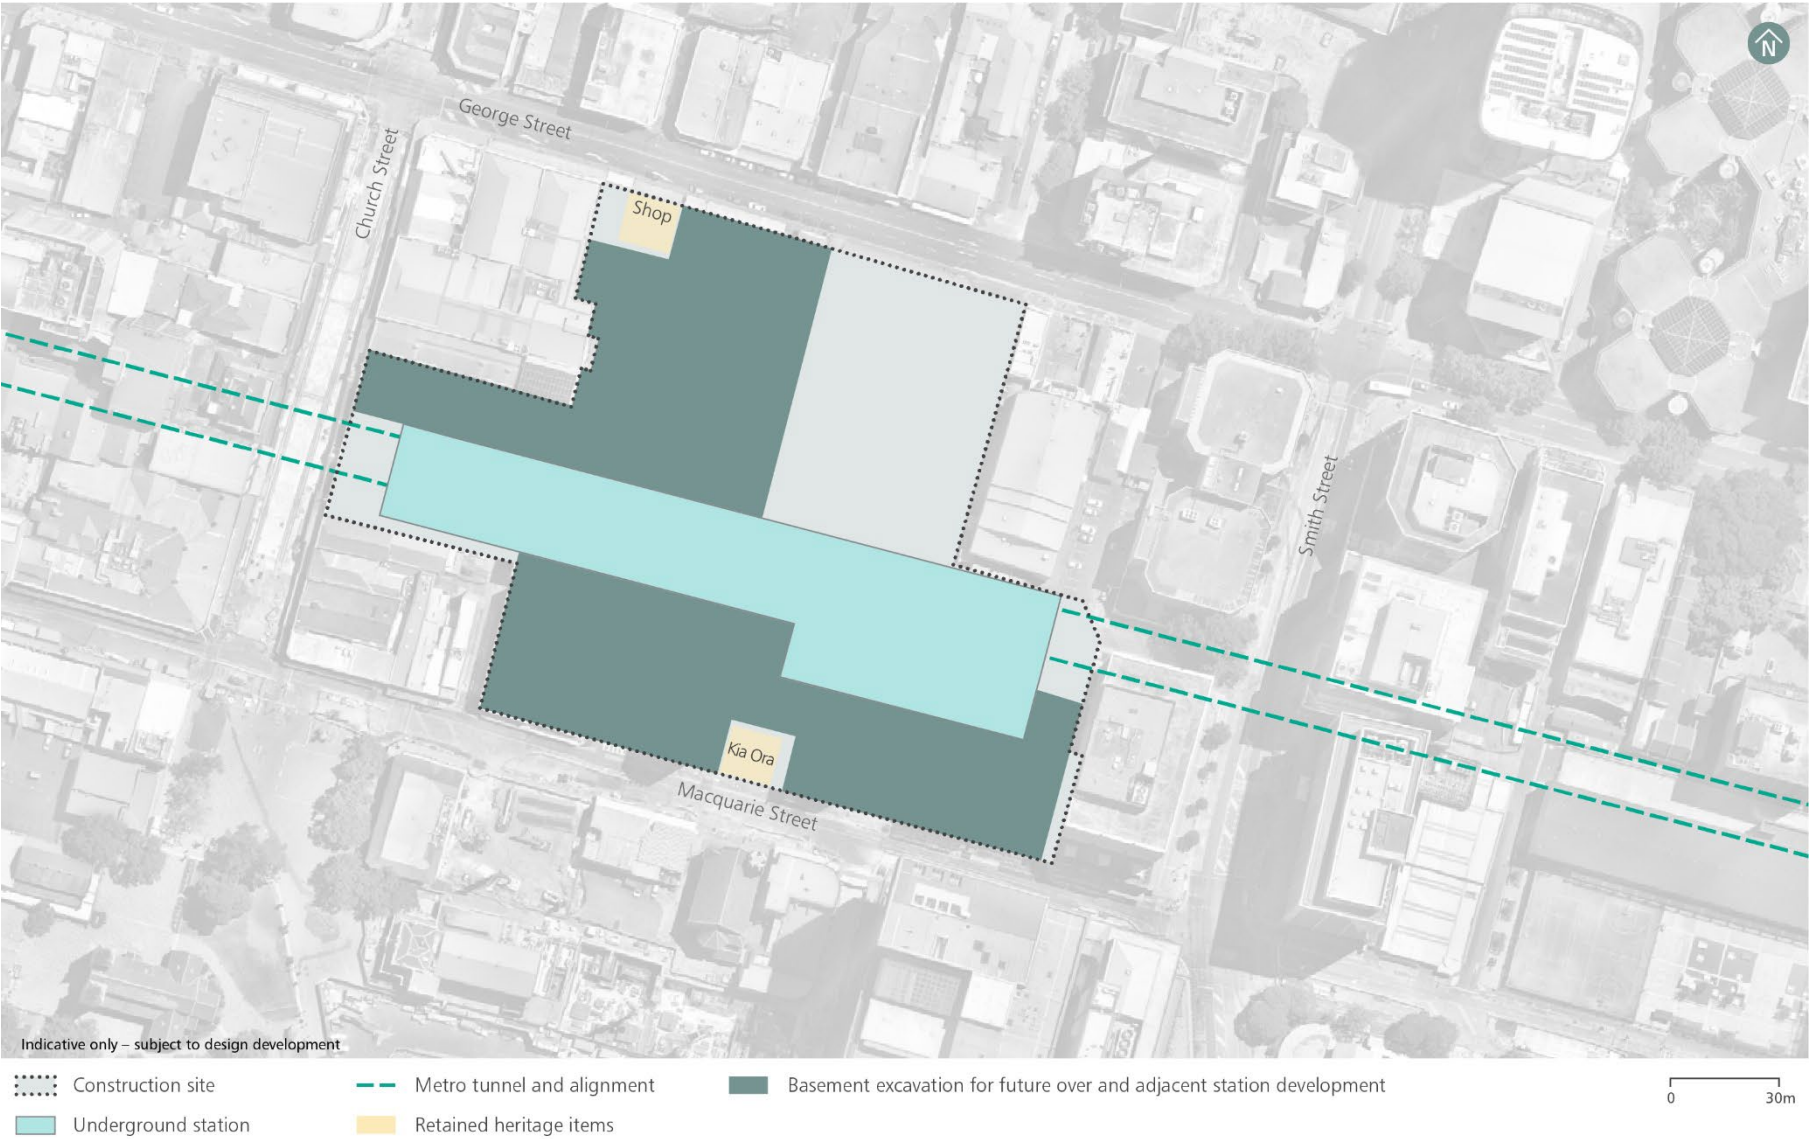 N
George Street
Church Street
Shop
Smith Street
Kia Ora
Macquarie Street
Indicative only – subject to design development
Construction site
Metro tunnel and alignment
Basement excavation for future over and adjacent station development
Underground station
Retained heritage items
0 30m